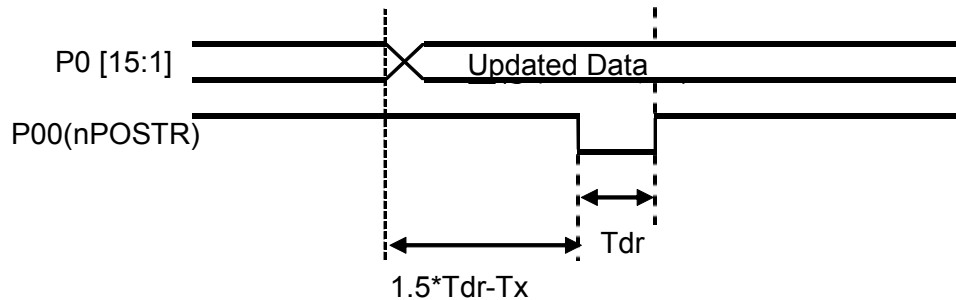 P0 [15:1]
Updated Data
P00(nPOSTR)
Tdr
1.5*Tdr-Tx